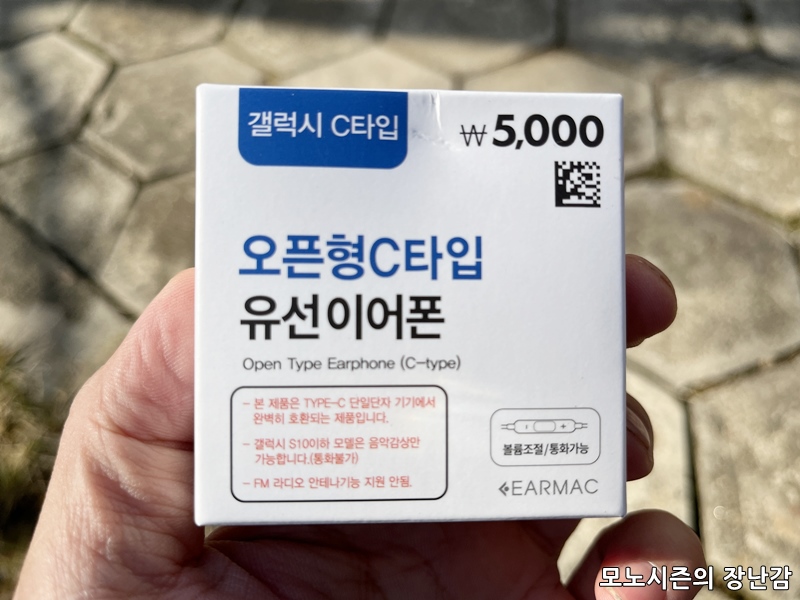 갤럭시 C타입
₩5,000
오픈형C타입
유선이어폰
Open Type Earphone (C-type)
- 본 제품은 TYPE-C 단일단자 기기에서
완벽히 호환되는 제품입니다.
- 갤럭시 S10이하 모델은 음악감상만
가능합니다.(통화불가)
- FM 라디오 안테나기능 지원 안됨.
볼륨조절/통화가능
EARMAC
모노시즌의 장난감